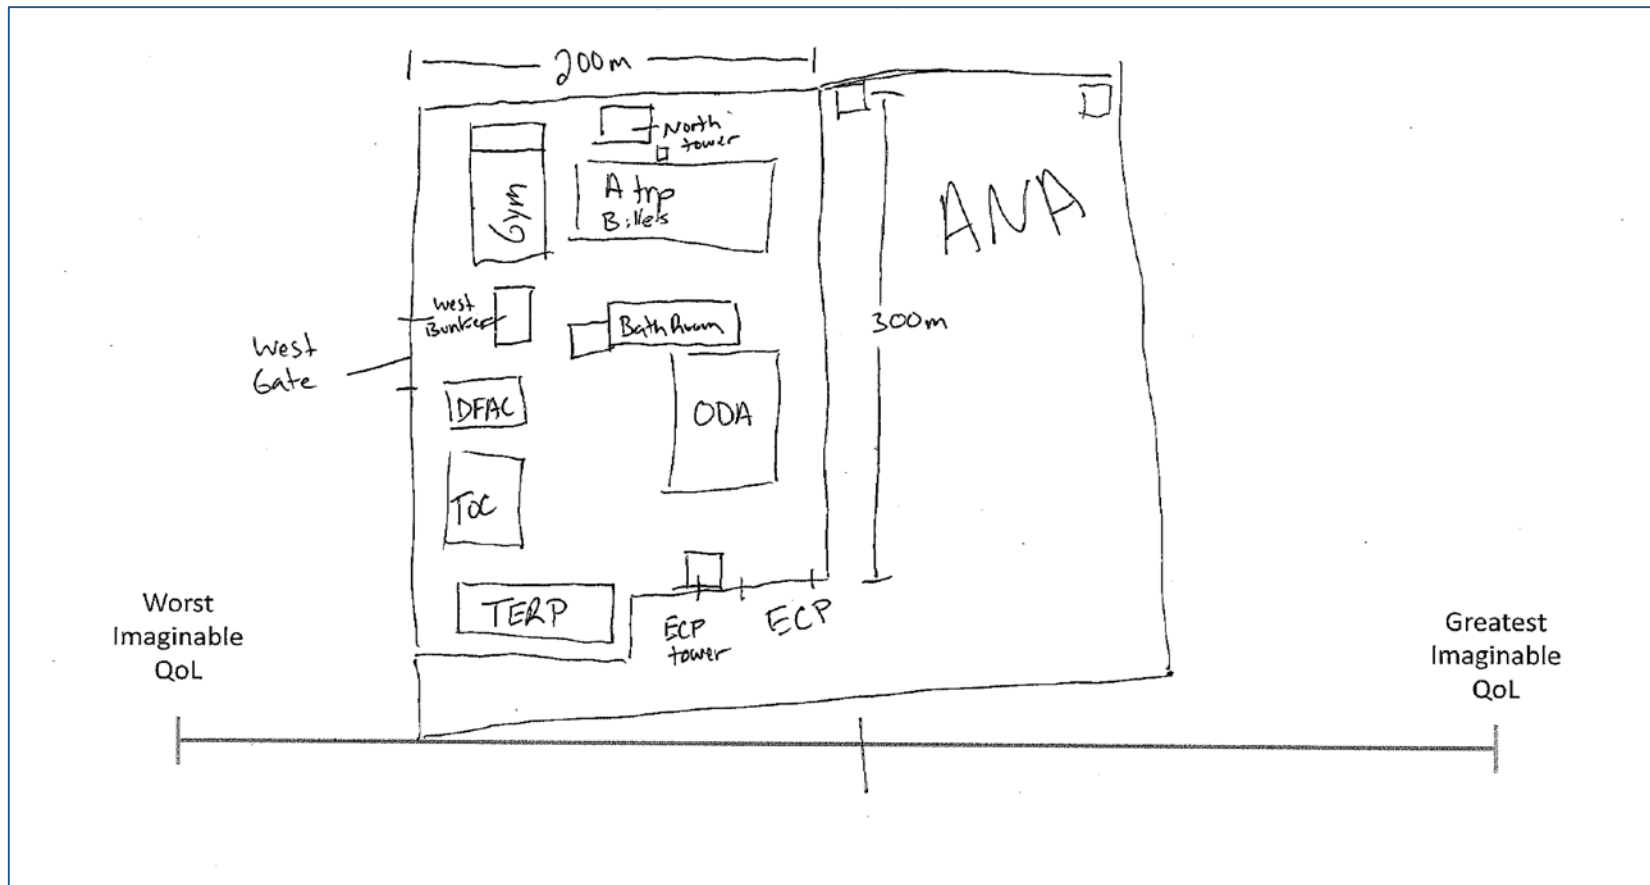 200m
North
tower
Gym
A trp
Billets
ANA
West
Bunker
Bath Room
300m
West
Gate
DFAC
ODA
TOC
TERP
ECP
tower
ECP
Worst
Imaginable
QoL
Greatest
Imaginable
QoL